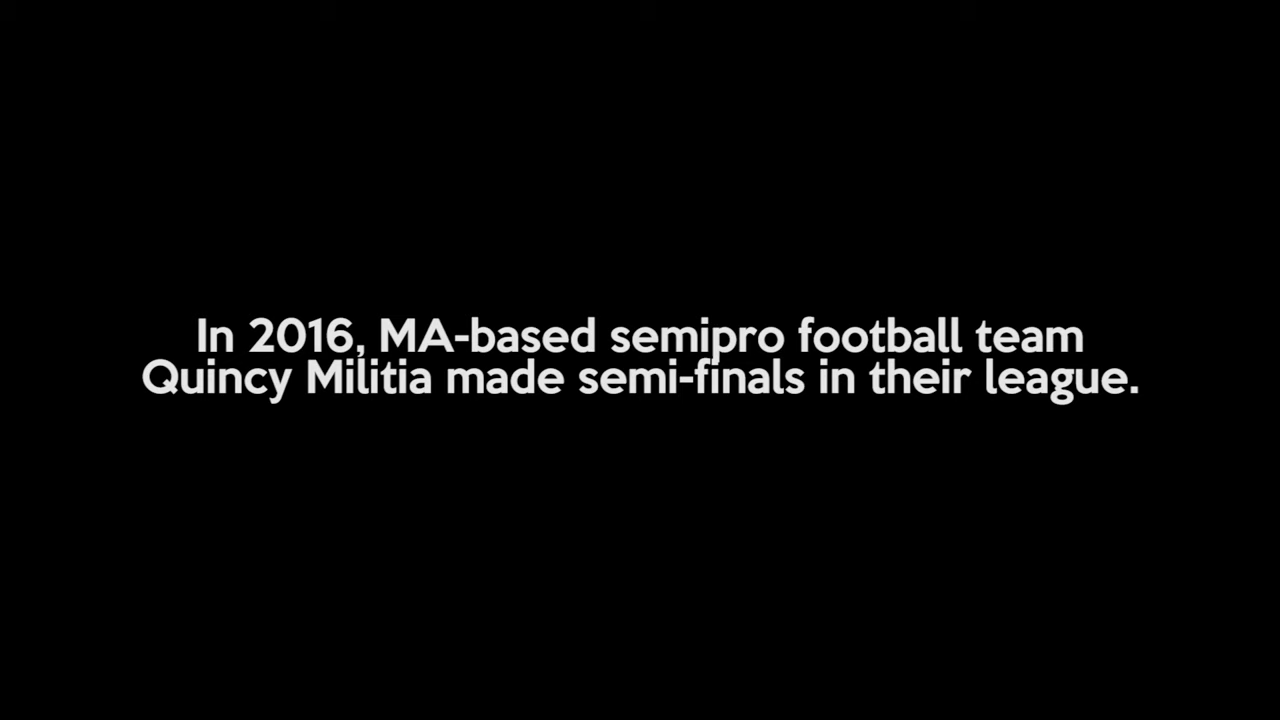 In 2016, MA-based semipro football team
Quincy Militia made semi-finals in their league.